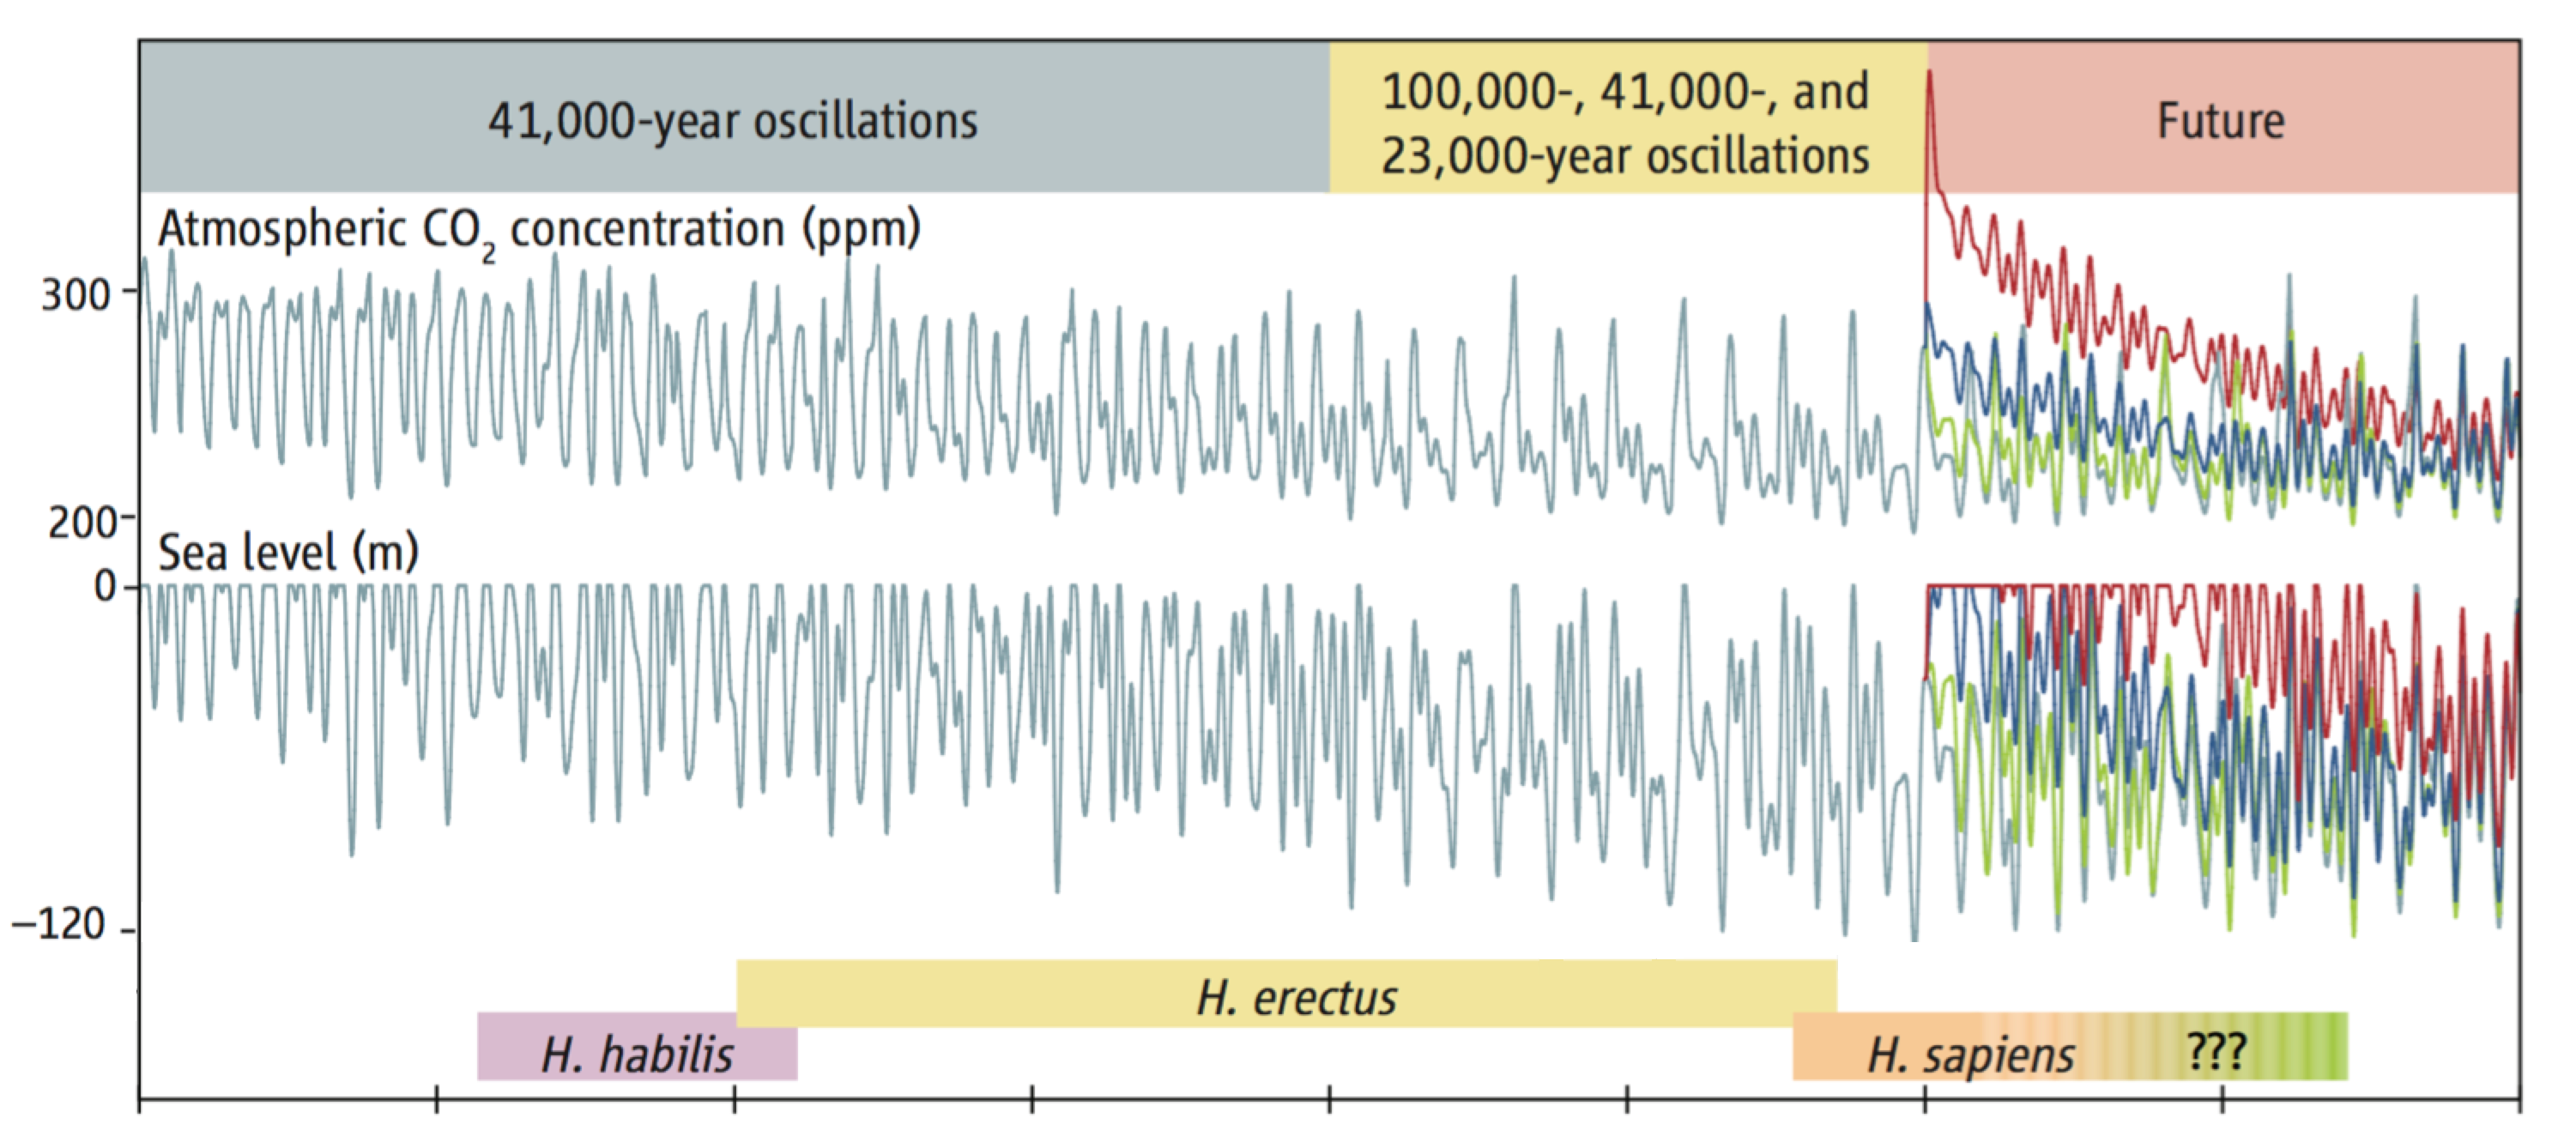 41,000-year oscillations
100,000-, 41,000-, and
23,000-year oscillations
Future
Atmospheric CO2 concentration (ppm)
300
200
Sea level (m)
0
–120
H. erectus
H. habilis
H. sapiens
???